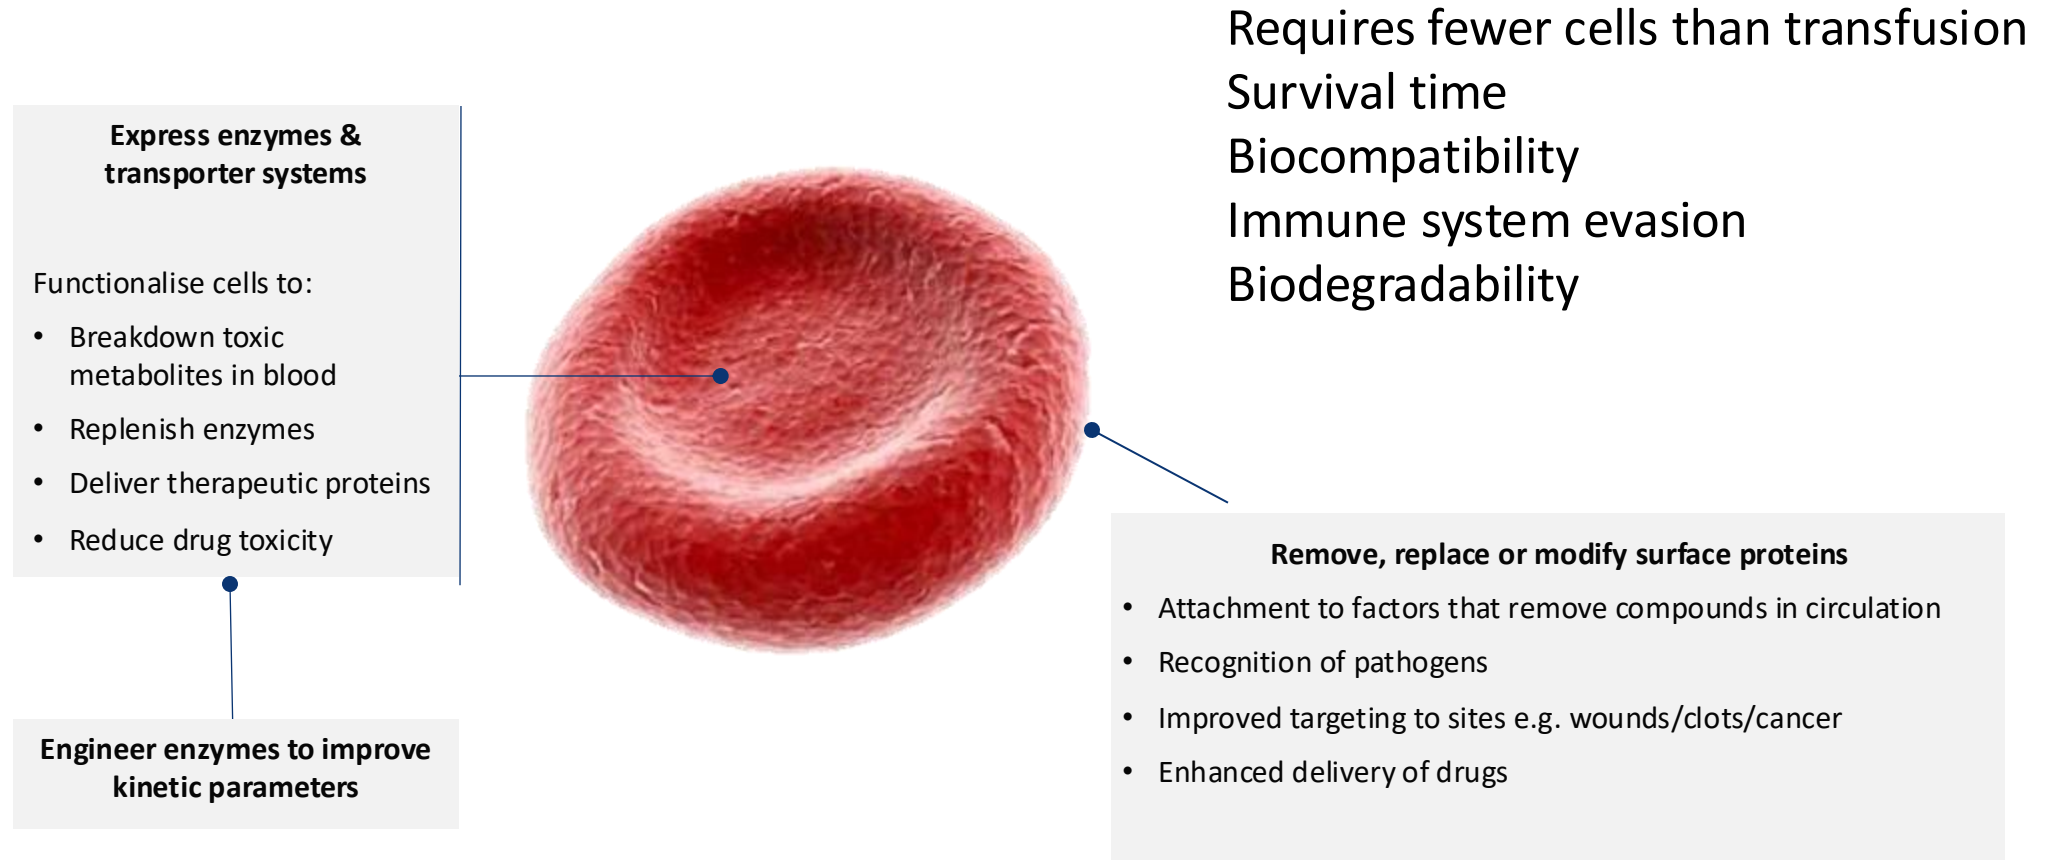 Requires fewer cells than transfusion
Survival time
Biocompatibility
Immune system evasion
Biodegradability
Express enzymes &
transporter systems
Functionalise cells to:
• Breakdown toxic
metabolites in blood
• Replenish enzymes
• Deliver therapeutic proteins
• Reduce drug toxicity
Engineer enzymes to improve
kinetic parameters
Remove, replace or modify surface proteins
• Attachment to factors that remove compounds in circulation
• Recognition of pathogens
• Improved targeting to sites e.g. wounds/clots/cancer
• Enhanced delivery of drugs